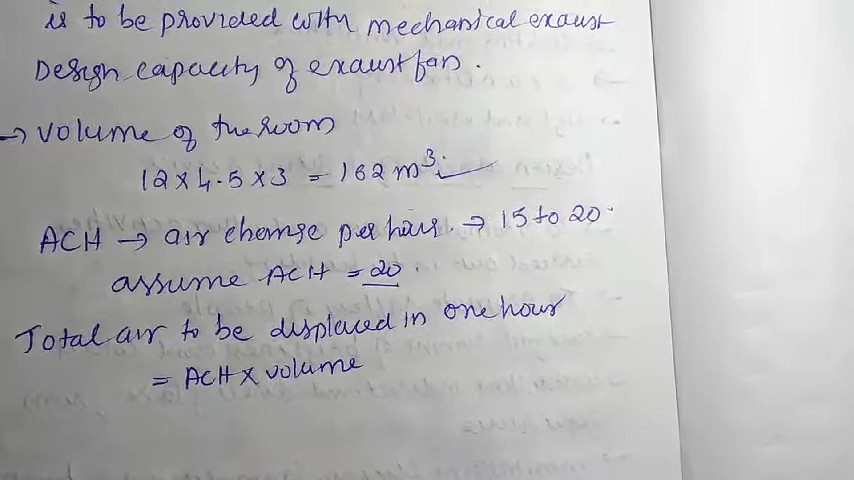 is to be provided with mechanical exaust
Design capacity of exaust fan.
→ volume of the room
12 x 4.5 x 3 = 162 m³.
ACH → air change per hour. → 15 to 20.
assume ACH = 20.
Total air to be displaced in one hour
= ACH x volume